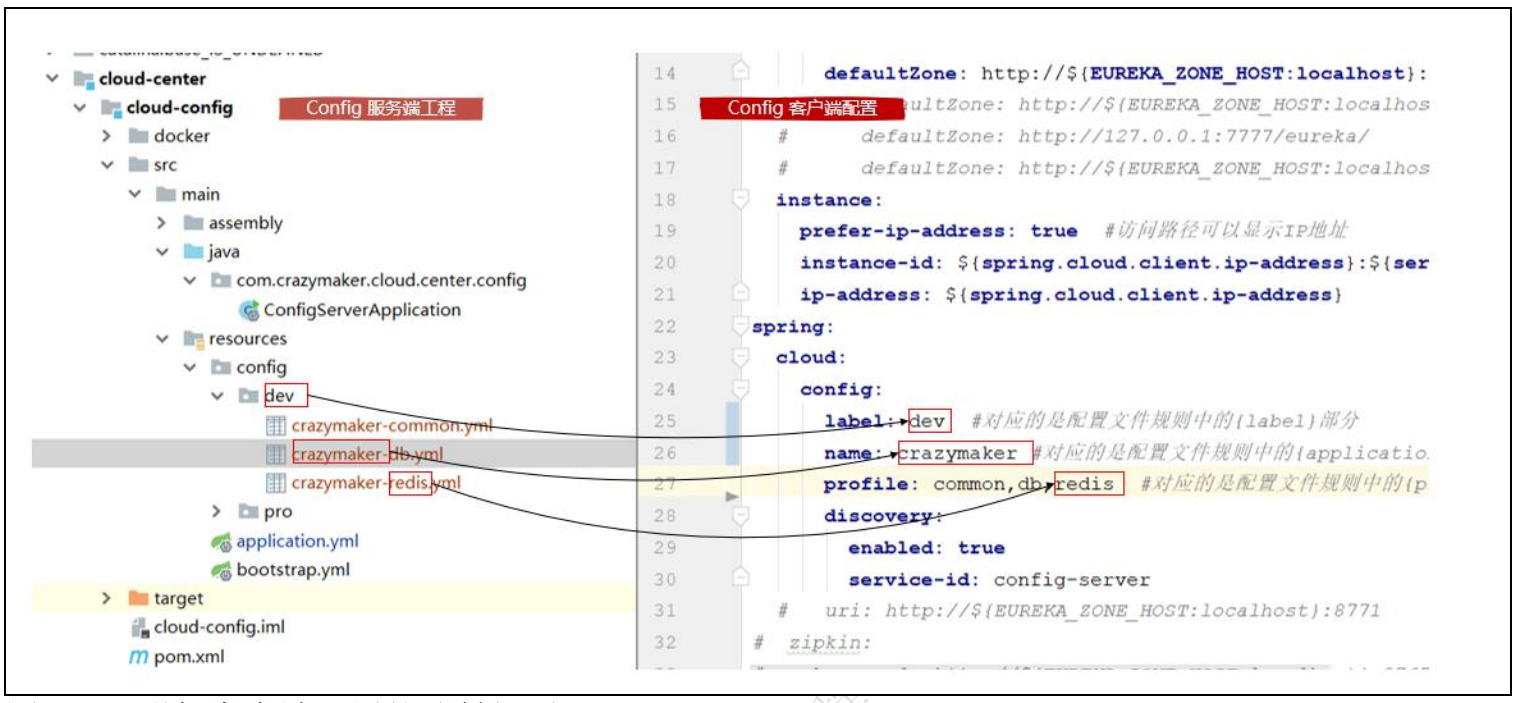 cloud-center
cloud-config
Config 服务端工程
docker
src
main
assembly
java
com.crazymaker.cloud.center.config
ConfigServerApplication
resources
config
dev
crazymaker-common.yml
crazymaker-db.yml
crazymaker-redis.yml
pro
application.yml
bootstrap.yml
target
cloud-config.iml
pom.xml
Config 客户端配置
14 defaultZone: http://${EUREKA_ZONE_HOST:localhost}:
15 aultZone: http://${EUREKA_ZONE_HOST:localhos
16 # defaultZone: http://127.0.0.1:7777/eureka/
17 # defaultZone: http://${EUREKA_ZONE_HOST:localhos
18 instance:
19 prefer-ip-address: true #访问路径可以显示IP地址
20 instance-id: ${spring.cloud.client.ip-address}:${ser
21 ip-address: ${spring.cloud.client.ip-address}
22 spring:
23 cloud:
24 config:
25 label: dev #对应的是配置文件规则中的{label}部分
26 name: crazymaker #对应的是配置文件规则中的{applicatio
27 profile: common,db,redis #对应的是配置文件规则中的{p
28 discovery:
29 enabled: true
30 service-id: config-server
31 # uri: http://${EUREKA_ZONE_HOST:localhost}:8771
32 # zipkin: